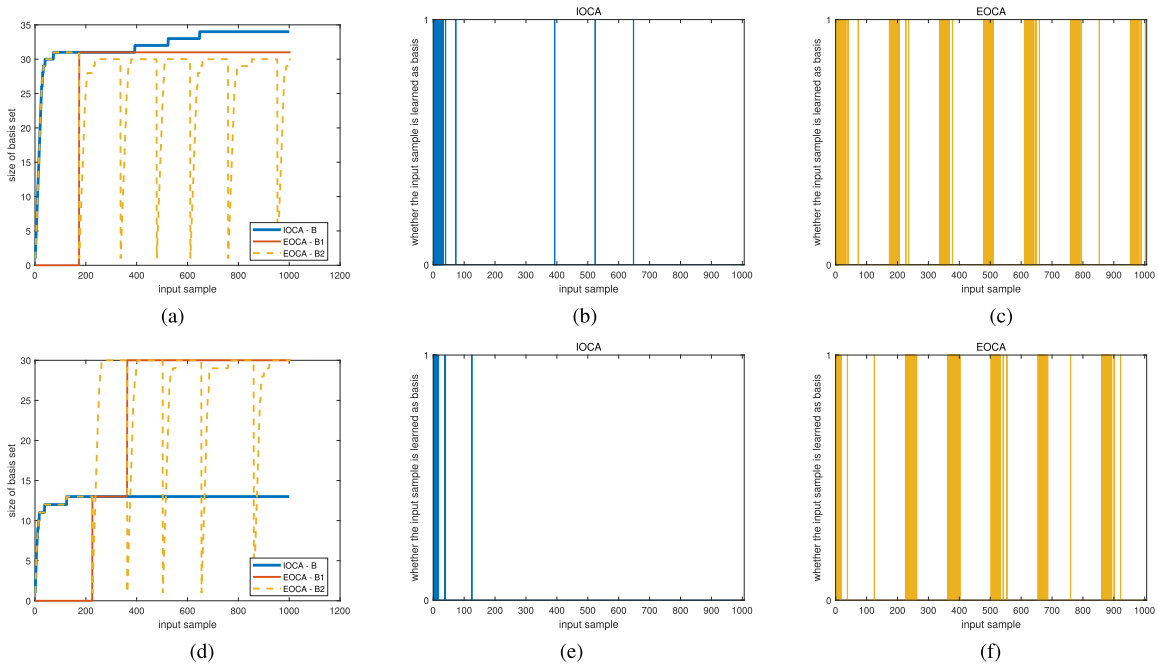 IOCA
EOCA
size of basis set
35
30
25
20
15
10
5
0
IOCA - B
EOCA - B1
EOCA - B2
0 200 400 600 800 1000 1200
input sample
(a)
whether the input sample is learned as basis
1
0
0 100 200 300 400 500 600 700 800 900 1000
input sample
(b)
whether the input sample is learned as basis
1
0
0 100 200 300 400 500 600 700 800 900 1000
input sample
(c)
IOCA
EOCA
size of basis set
30
25
20
15
10
5
0
IOCA - B
EOCA - B1
EOCA - B2
0 200 400 600 800 1000 1200
input sample
(d)
whether the input sample is learned as basis
1
0
0 100 200 300 400 500 600 700 800 900 1000
input sample
(e)
whether the input sample is learned as basis
1
0
0 100 200 300 400 500 600 700 800 900 1000
input sample
(f)